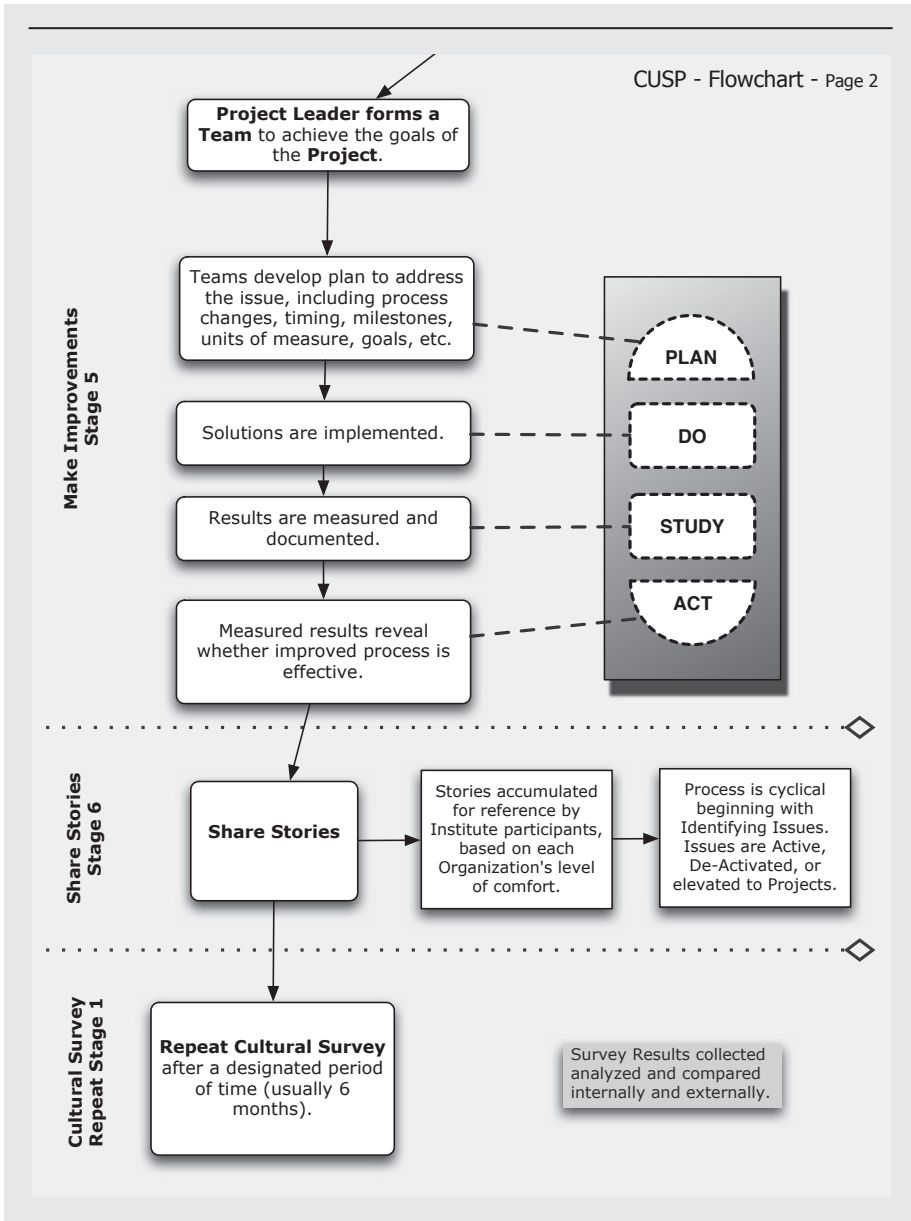 CUSP - Flowchart - Page 2
Project Leader forms a
Team to achieve the goals of
the Project.
Make Improvements
Stage 5
Teams develop plan to address
the issue, including process
changes, timing, milestones,
units of measure, goals, etc.
PLAN
Solutions are implemented.
DO
Results are measured and
documented.
STUDY
Measured results reveal
whether improved process is
effective.
ACT
Share Stories
Stage 6
Share Stories
Stories accumulated
for reference by
Institute participants,
based on each
Organization's level
of comfort.
Process is cyclical
beginning with
Identifying Issues.
Issues are Active,
De-Activated, or
elevated to Projects.
Cultural Survey
Repeat Stage 1
Repeat Cultural Survey
after a designated period
of time (usually 6
months).
Survey Results collected
analyzed and compared
internally and externally.